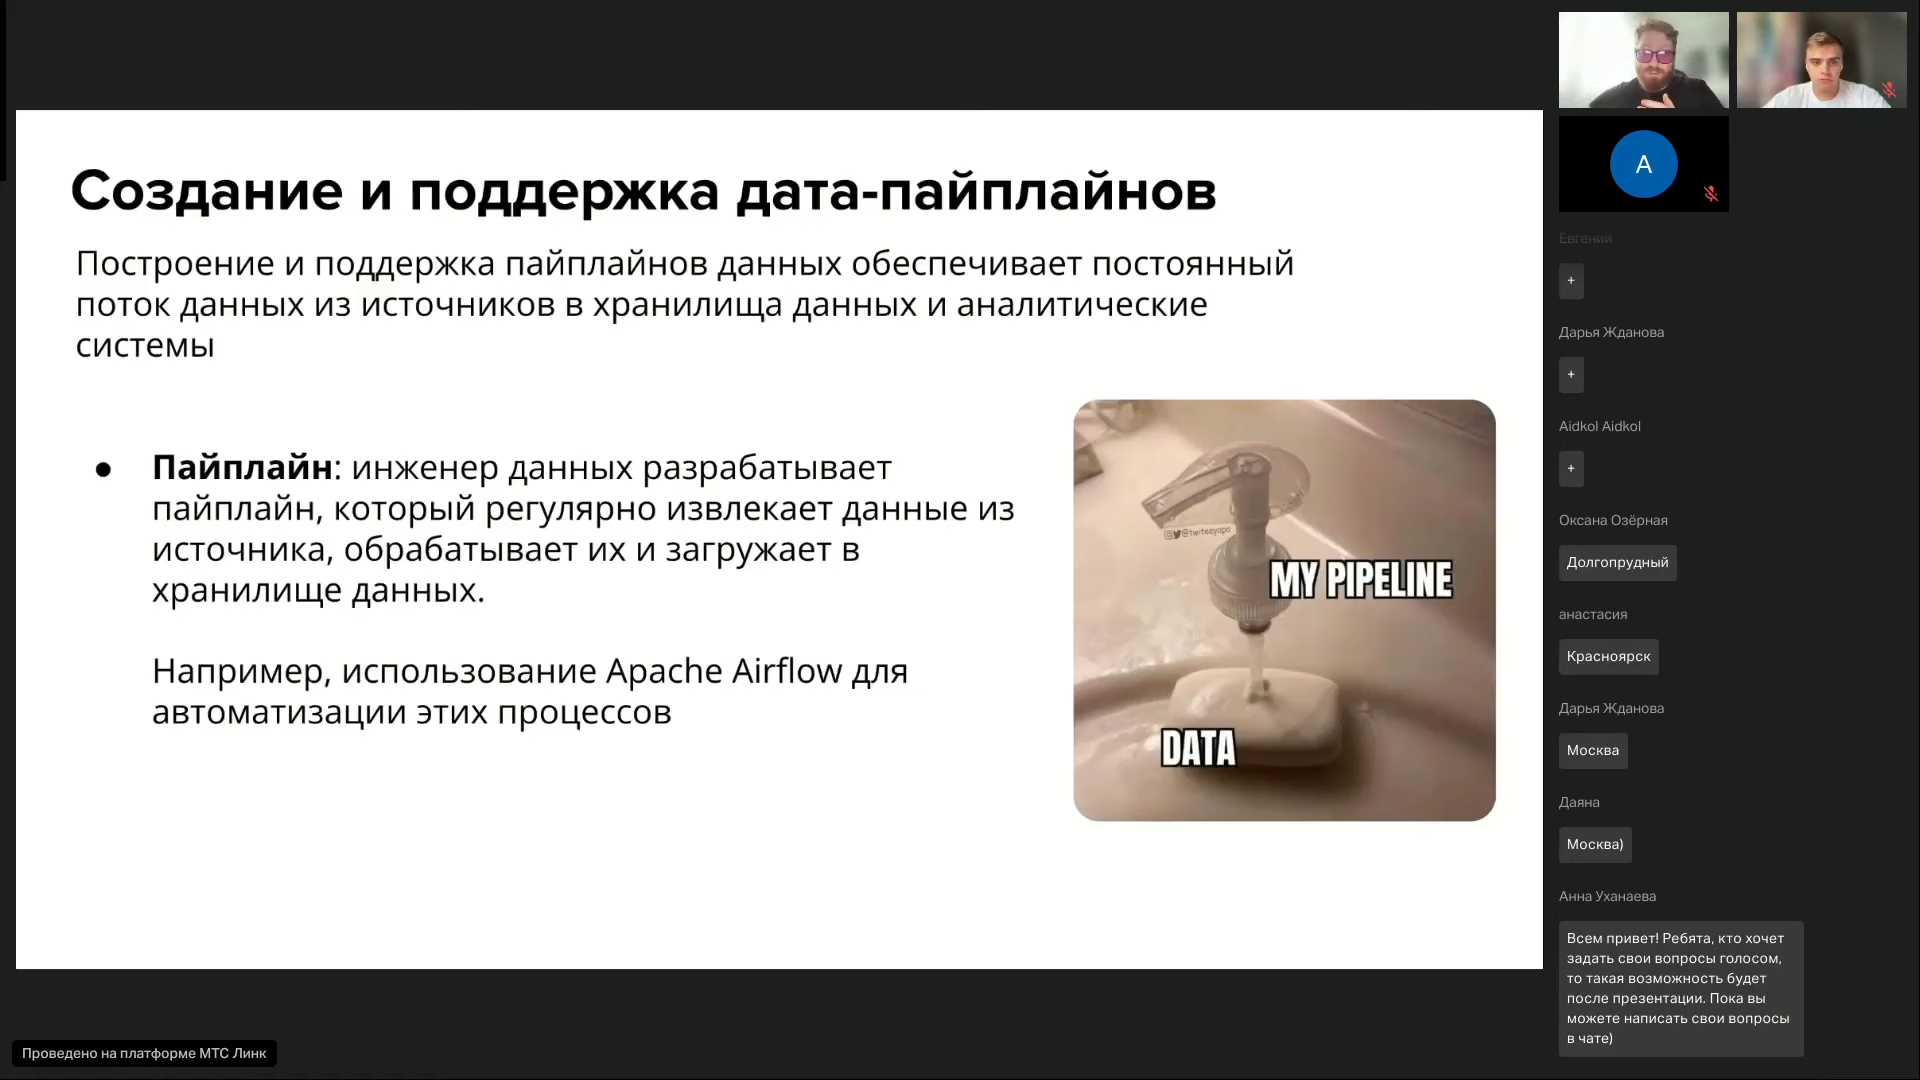 Создание и поддержка дата-пайплайнов
Построение и поддержка пайплайнов данных обеспечивает постоянный
поток данных из источников в хранилища данных и аналитические
системы
● Пайплайн: инженер данных разрабатывает
пайплайн, который регулярно извлекает данные из
источника, обрабатывает их и загружает в
хранилище данных.
Например, использование Apache Airflow для
автоматизации этих процессов
MY PIPELINE
DATA
Проведено на платформе МТС Линк
A
Евгений
+
Дарья Жданова
+
Aidkol Aidkol
+
Оксана Озёрная
Долгопрудный
анастасия
Красноярск
Дарья Жданова
Москва
Даяна
Москва)
Анна Уханаева
Всем привет! Ребята, кто хочет
задать свои вопросы голосом,
то такая возможность будет
после презентации. Пока вы
можете написать свои вопросы
в чате)